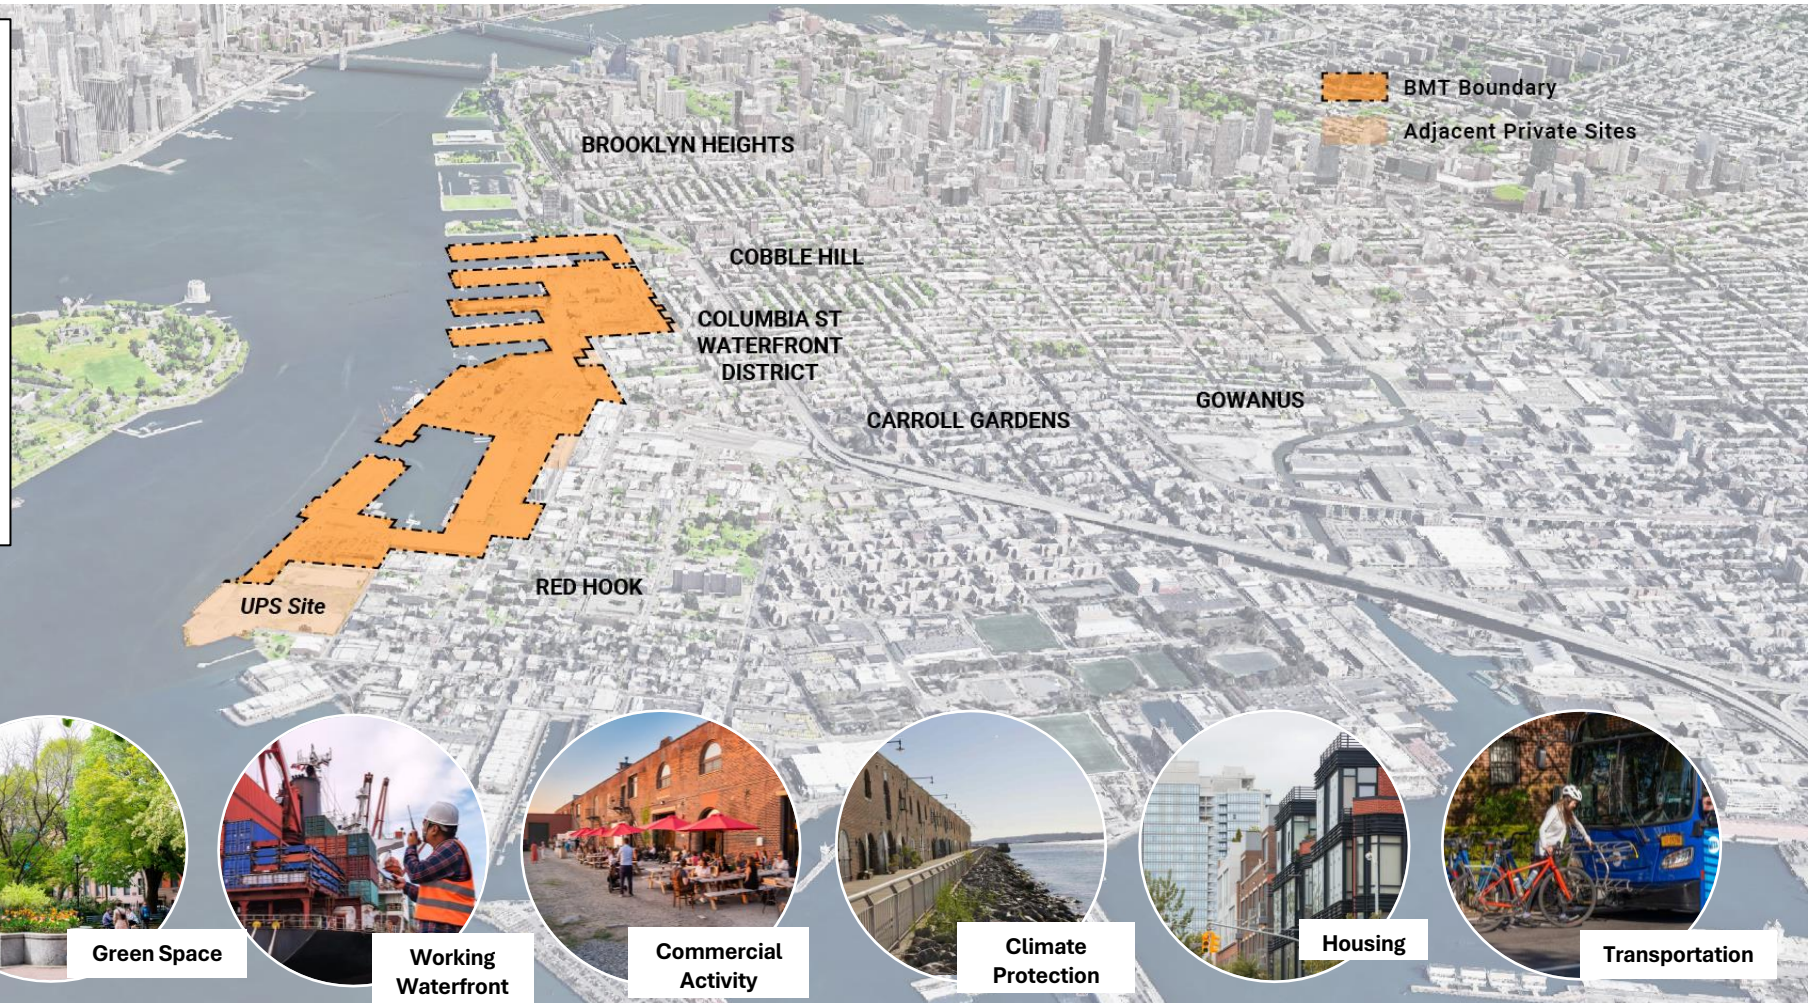 BMT Boundary
Adjacent Private Sites
BROOKLYN HEIGHTS
COBBLE HILL
COLUMBIA ST
WATERFRONT
DISTRICT
GOWANUS
CARROLL GARDENS
RED HOOK
UPS Site
Green Space
Working
Waterfront
Commercial
Activity
Climate
Protection
Housing
Transportation